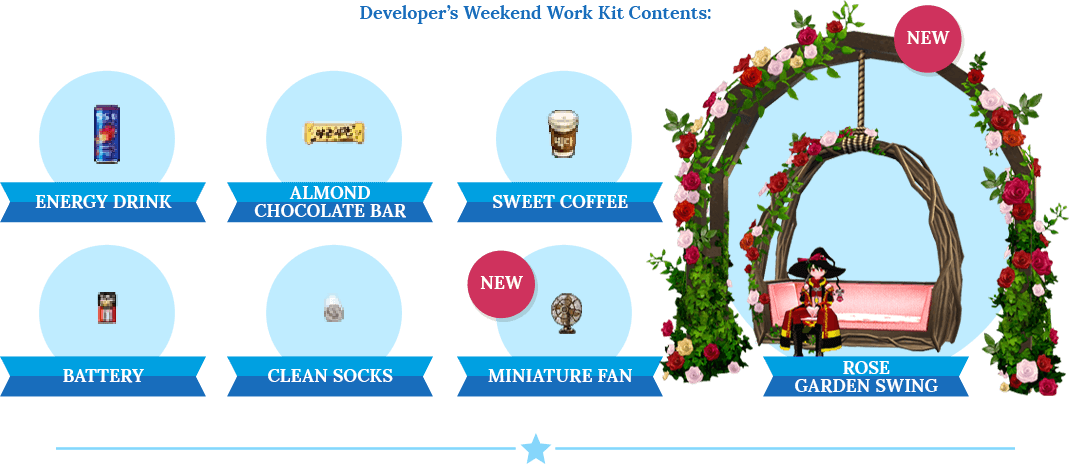 Developer's Weekend Work Kit Contents:
NEW
ENERGY DRINK
ALMOND
CHOCOLATE BAR
SWEET COFFEE
BATTERY
CLEAN SOCKS
NEW
MINIATURE FAN
ROSE
GARDEN SWING